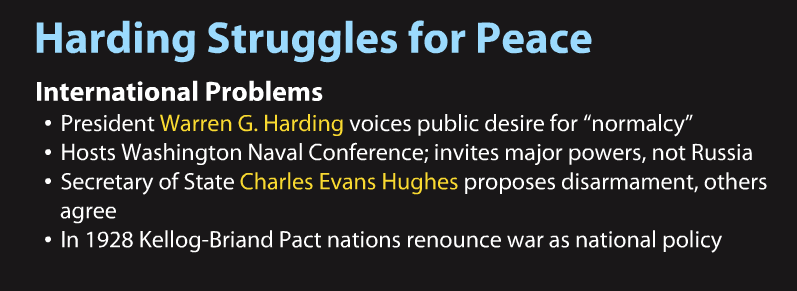 Harding Struggles for Peace
International Problems
• President Warren G. Harding voices public desire for “normalcy”
• Hosts Washington Naval Conference; invites major powers, not Russia
• Secretary of State Charles Evans Hughes proposes disarmament, others
agree
• In 1928 Kellog-Briand Pact nations renounce war as national policy